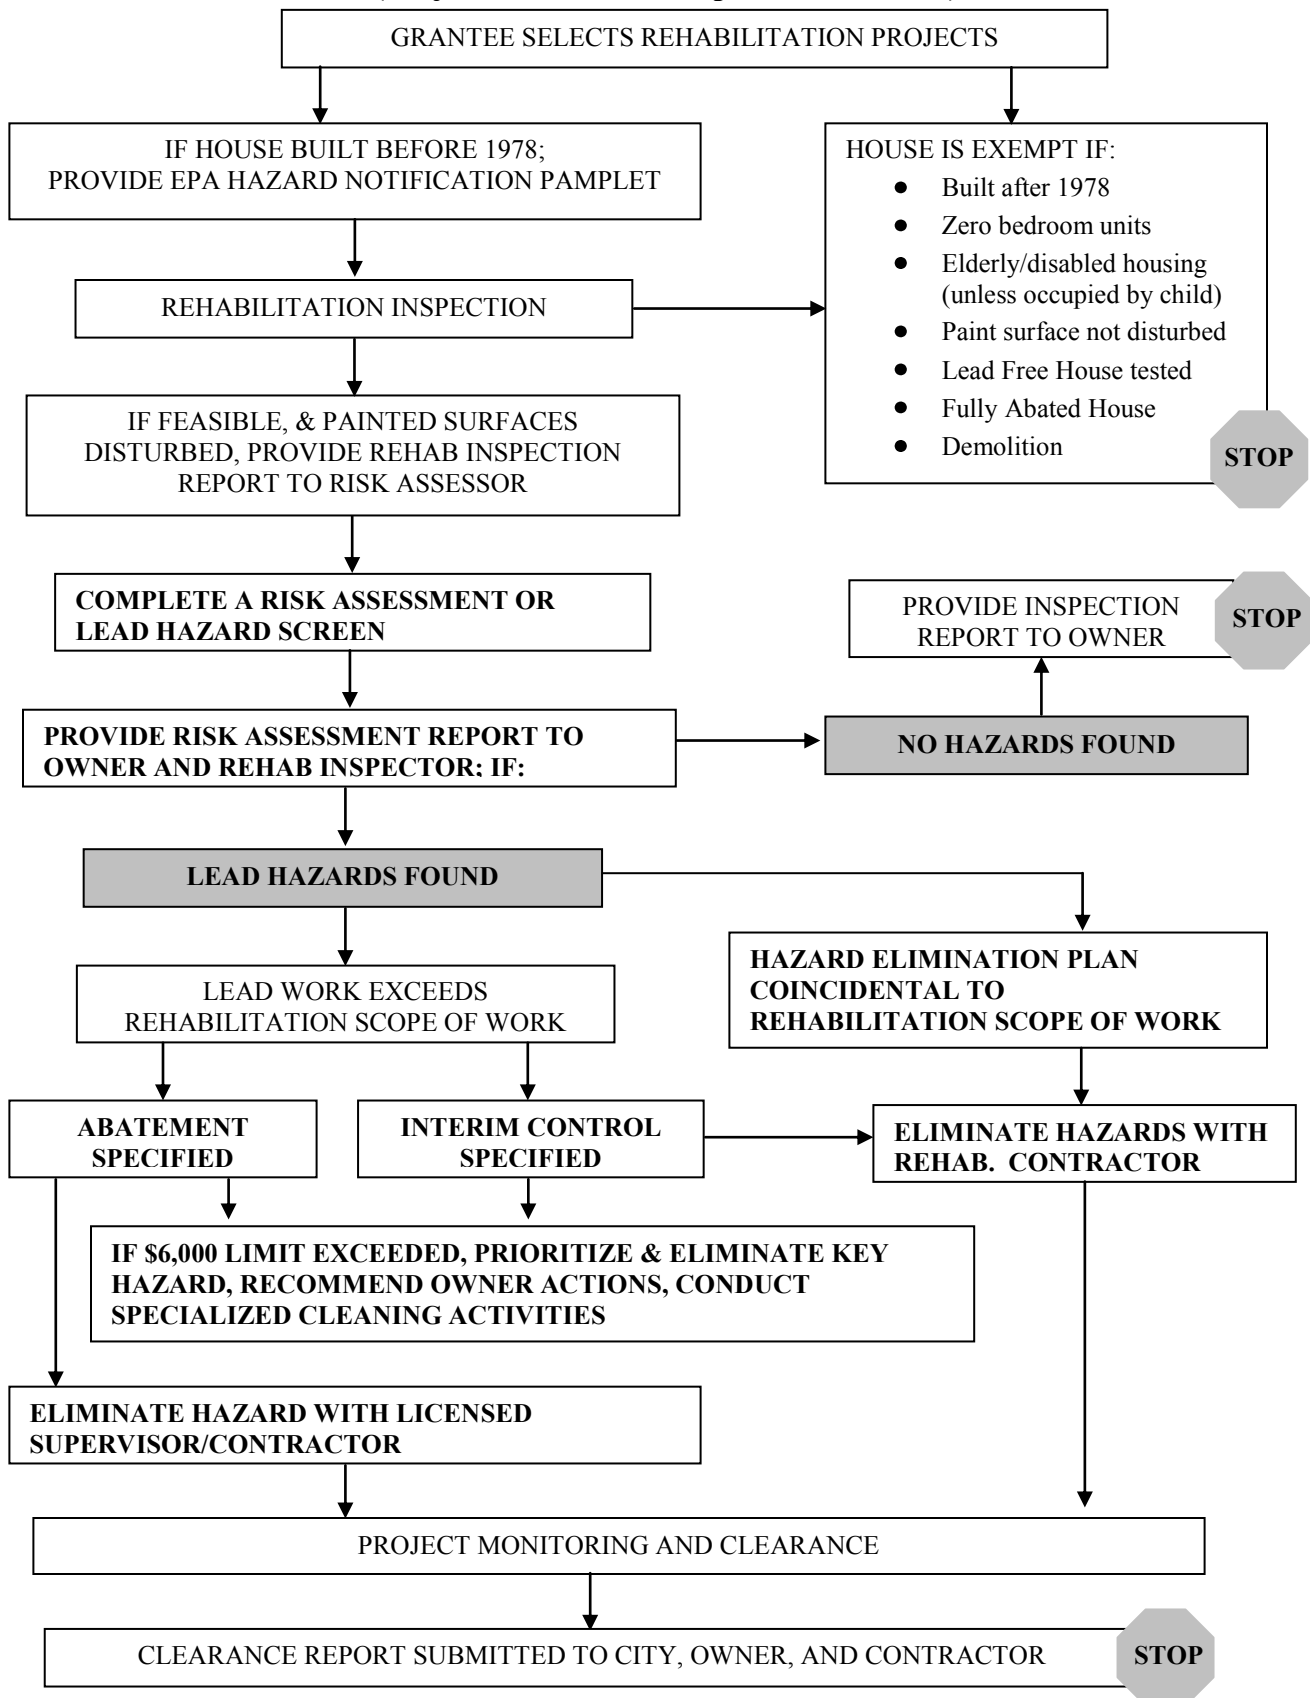 GRANTEE SELECTS REHABILITATION PROJECTS
IF HOUSE BUILT BEFORE 1978;
PROVIDE EPA HAZARD NOTIFICATION PAMPLET
HOUSE IS EXEMPT IF:
● Built after 1978
● Zero bedroom units
● Elderly/disabled housing
(unless occupied by child)
● Paint surface not disturbed
● Lead Free House tested
● Fully Abated House
● Demolition
STOP
REHABILITATION INSPECTION
IF FEASIBLE, & PAINTED SURFACES
DISTURBED, PROVIDE REHAB INSPECTION
REPORT TO RISK ASSESSOR
COMPLETE A RISK ASSESSMENT OR
LEAD HAZARD SCREEN
PROVIDE INSPECTION
REPORT TO OWNER
STOP
PROVIDE RISK ASSESSMENT REPORT TO
OWNER AND REHAB INSPECTOR; IF:
NO HAZARDS FOUND
LEAD HAZARDS FOUND
LEAD WORK EXCEEDS
REHABILITATION SCOPE OF WORK
HAZARD ELIMINATION PLAN
COINCIDENTAL TO
REHABILITATION SCOPE OF WORK
ABATEMENT
SPECIFIED
INTERIM CONTROL
SPECIFIED
ELIMINATE HAZARDS WITH
REHAB. CONTRACTOR
IF $6,000 LIMIT EXCEEDED, PRIORITIZE & ELIMINATE KEY
HAZARD, RECOMMEND OWNER ACTIONS, CONDUCT
SPECIALIZED CLEANING ACTIVITIES
ELIMINATE HAZARD WITH LICENSED
SUPERVISOR/CONTRACTOR
PROJECT MONITORING AND CLEARANCE
CLEARANCE REPORT SUBMITTED TO CITY, OWNER, AND CONTRACTOR
STOP